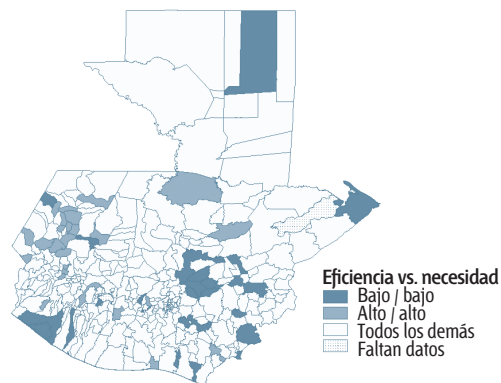 Eficiencia vs. necesidad
Bajo / bajo
Alto / alto
Todos los demás
Faltan datos